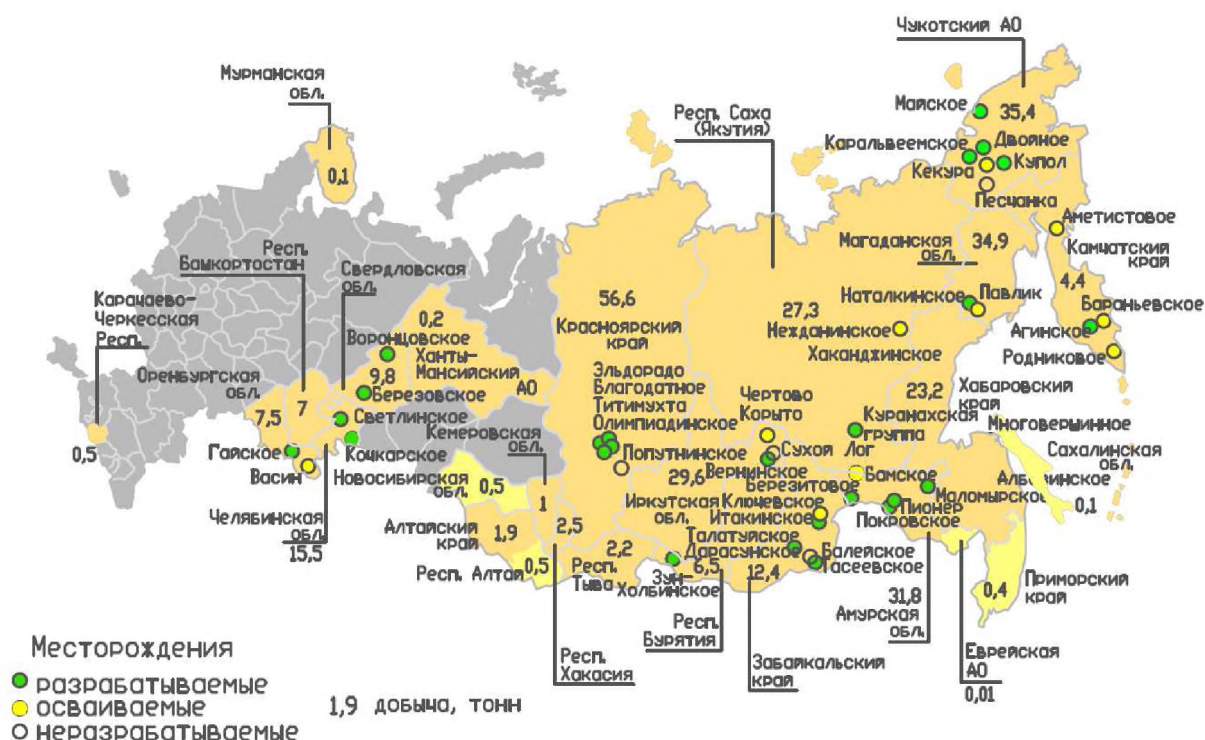 Чукотский АО
Мурманская
обл.
0,1
Респ. Саха
(Якутия)
Майское
35,4
Каральвеемское
Двойное
Кекура
Купол
Песчанка
Аметистовое
Магаданская
обл.
34,9
Камчатский
край
4,4
Респ.
Башкортостан
Свердловская
обл.
Карачаево-
Черкесская
Респ.
0,5
56,6
Красноярский
край
27,3
Наталкинское
Павлик
Бараньевское
Агинское
Родниковое
Нежданинское
Хаканджинское
0,2
Воронцовское
Ханты-
Мансийский
АО
9,8
Березовское
Оренбургская
обл.
7,5
7
Светлинское
Кочкарское
Гайское
Васин
Кемеровская
обл.
Эльдорадо
Благодатное
Титимухта
Олимпиадинское
Попутнинское
Чертово
Корыто
23,2
Хабаровский
край
Куранахская
группа
Многовершинное
Сахалинская
обл.
0,1
Сухой Лог
Вернинское
29,6
Иркутская
обл.
Березитовое
Бамское
Ключевское
Итакинское
Пионер
Покровское
Маломырское
Албазинское
Новосибирская
обл.
0,5
Челябинская
обл.
15,5
Алтайский
край
1,9
1
2,5
Респ. Алтай
0,5
2,2
Респ.
Тыва
Зун-
Холбинское
Талатуйское
Дарасунское
6,5
12,4
Балейское
Тасеевское
31,8
Амурская
обл.
0,4
Приморский
край
Респ.
Бурятия
Респ.
Хакасия
Забайкальский
край
Еврейская
АО
0,01
Месторождения
разрабатываемые
осваиваемые
неразрабатываемые
1,9 добыча, тонн